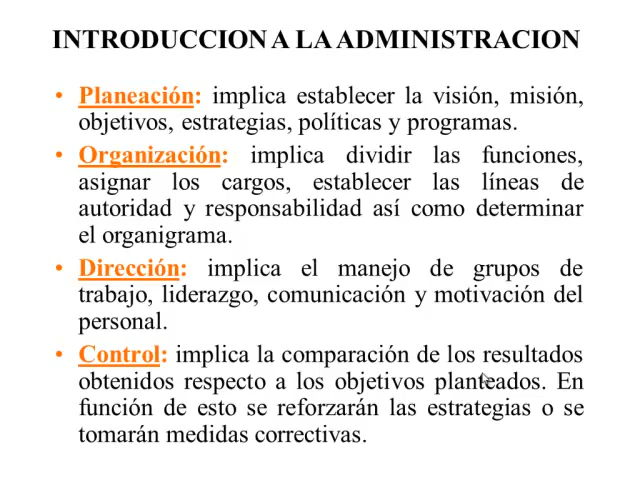 INTRODUCCION A LA ADMINISTRACION
• Planeación: implica establecer la visión, misión,
objetivos, estrategias, políticas y programas.
• Organización: implica dividir las funciones,
asignar los cargos, establecer las líneas de
autoridad y responsabilidad así como determinar
el organigrama.
• Dirección: implica el manejo de grupos de
trabajo, liderazgo, comunicación y motivación del
personal.
• Control: implica la comparación de los resultados
obtenidos respecto a los objetivos planteados. En
función de esto se reforzarán las estrategias o se
tomarán medidas correctivas.